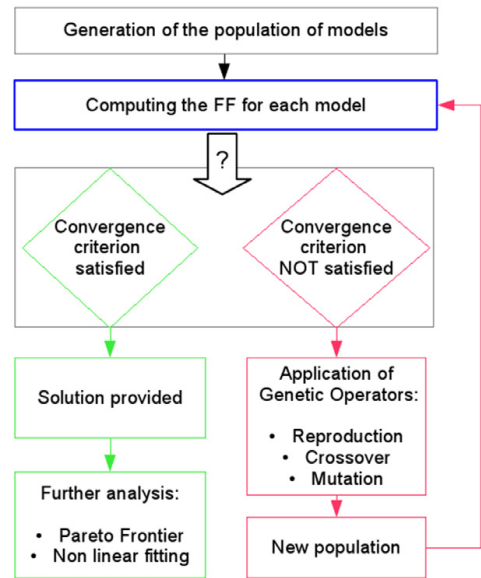 Generation of the population of models
Computing the FF for each model
?
Convergence
criterion
satisfied
Convergence
criterion
NOT satisfied
Solution provided
Further analysis:
• Pareto Frontier
• Non linear fitting
Application of
Genetic Operators:
• Reproduction
• Crossover
• Mutation
New population